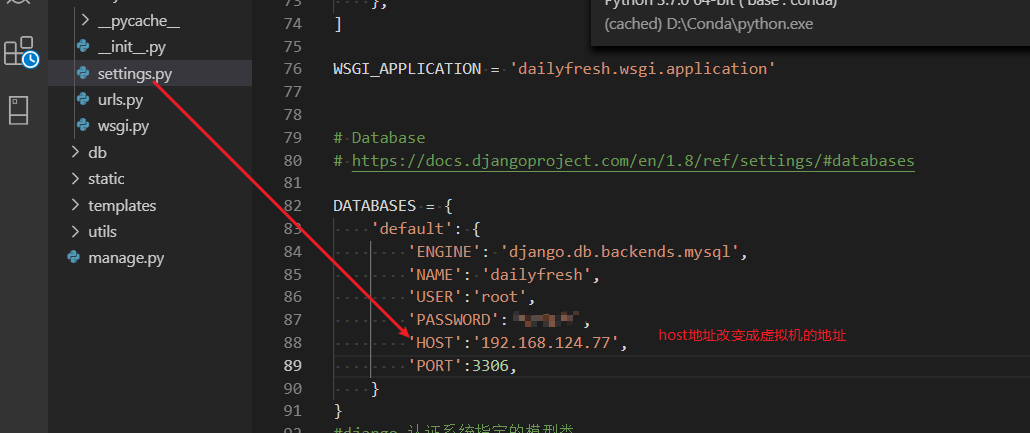 Python 3.7.0 64-bit ('base': conda)
(cached) D:\Conda\python.exe
__pycache__
__init__.py
settings.py
urls.py
wsgi.py
db
static
templates
utils
manage.py
73 },
74 ]
75
76 WSGI_APPLICATION = 'dailyfresh.wsgi.application'
77
78
79 # Database
80 # https://docs.djangoproject.com/en/1.8/ref/settings/#databases
81
82 DATABASES = {
83 'default': {
84 'ENGINE': 'django.db.backends.mysql',
85 'NAME': 'dailyfresh',
86 'USER':'root',
87 'PASSWORD': ,
88 'HOST':'192.168.124.77', host地址改变成虚拟机的地址
89 'PORT':3306,
90 }
91 }
92 #django 认证系统指定的模型类